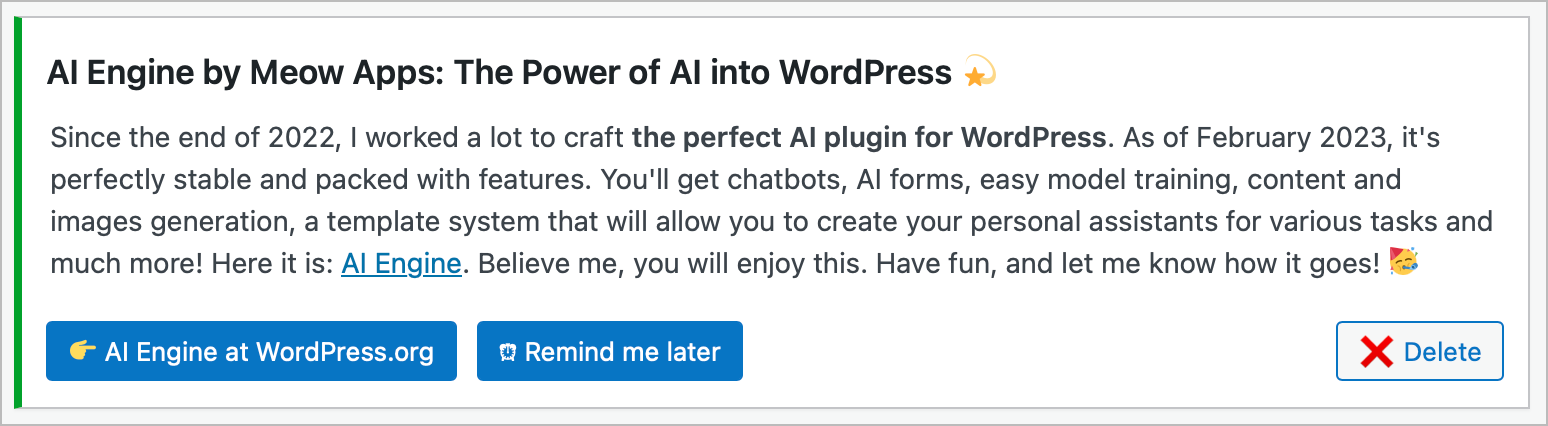 AI Engine by Meow Apps: The Power of AI into WordPress 💫
Since the end of 2022, I worked a lot to craft the perfect AI plugin for WordPress. As of February 2023, it's
perfectly stable and packed with features. You'll get chatbots, AI forms, easy model training, content and
images generation, a template system that will allow you to create your personal assistants for various tasks and
much more! Here it is: AI Engine. Believe me, you will enjoy this. Have fun, and let me know how it goes! 🥳
👉 AI Engine at WordPress.org
⏰ Remind me later
❌ Delete